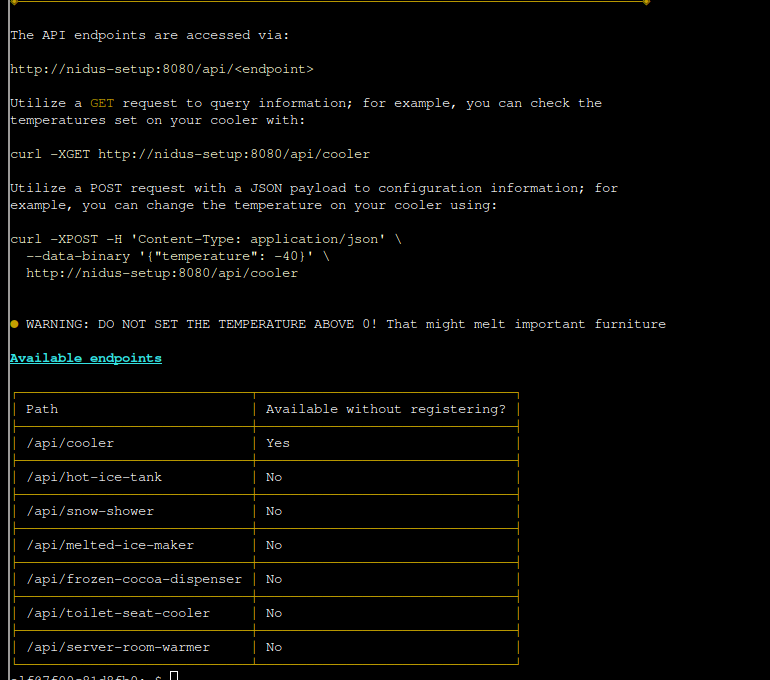 The API endpoints are accessed via:
http://nidus-setup:8080/api/<endpoint>
Utilize a GET request to query information; for example, you can check the
temperatures set on your cooler with:
curl -XGET http://nidus-setup:8080/api/cooler
Utilize a POST request with a JSON payload to configuration information; for
example, you can change the temperature on your cooler using:
curl -XPOST -H 'Content-Type: application/json' \
--data-binary '{"temperature": -40}' \
http://nidus-setup:8080/api/cooler
● WARNING: DO NOT SET THE TEMPERATURE ABOVE 0! That might melt important furniture
Available endpoints
Path Available without registering?
/api/cooler Yes
/api/hot-ice-tank No
/api/snow-shower No
/api/melted-ice-maker No
/api/frozen-cocoa-dispenser No
/api/toilet-seat-cooler No
/api/server-room-warmer No